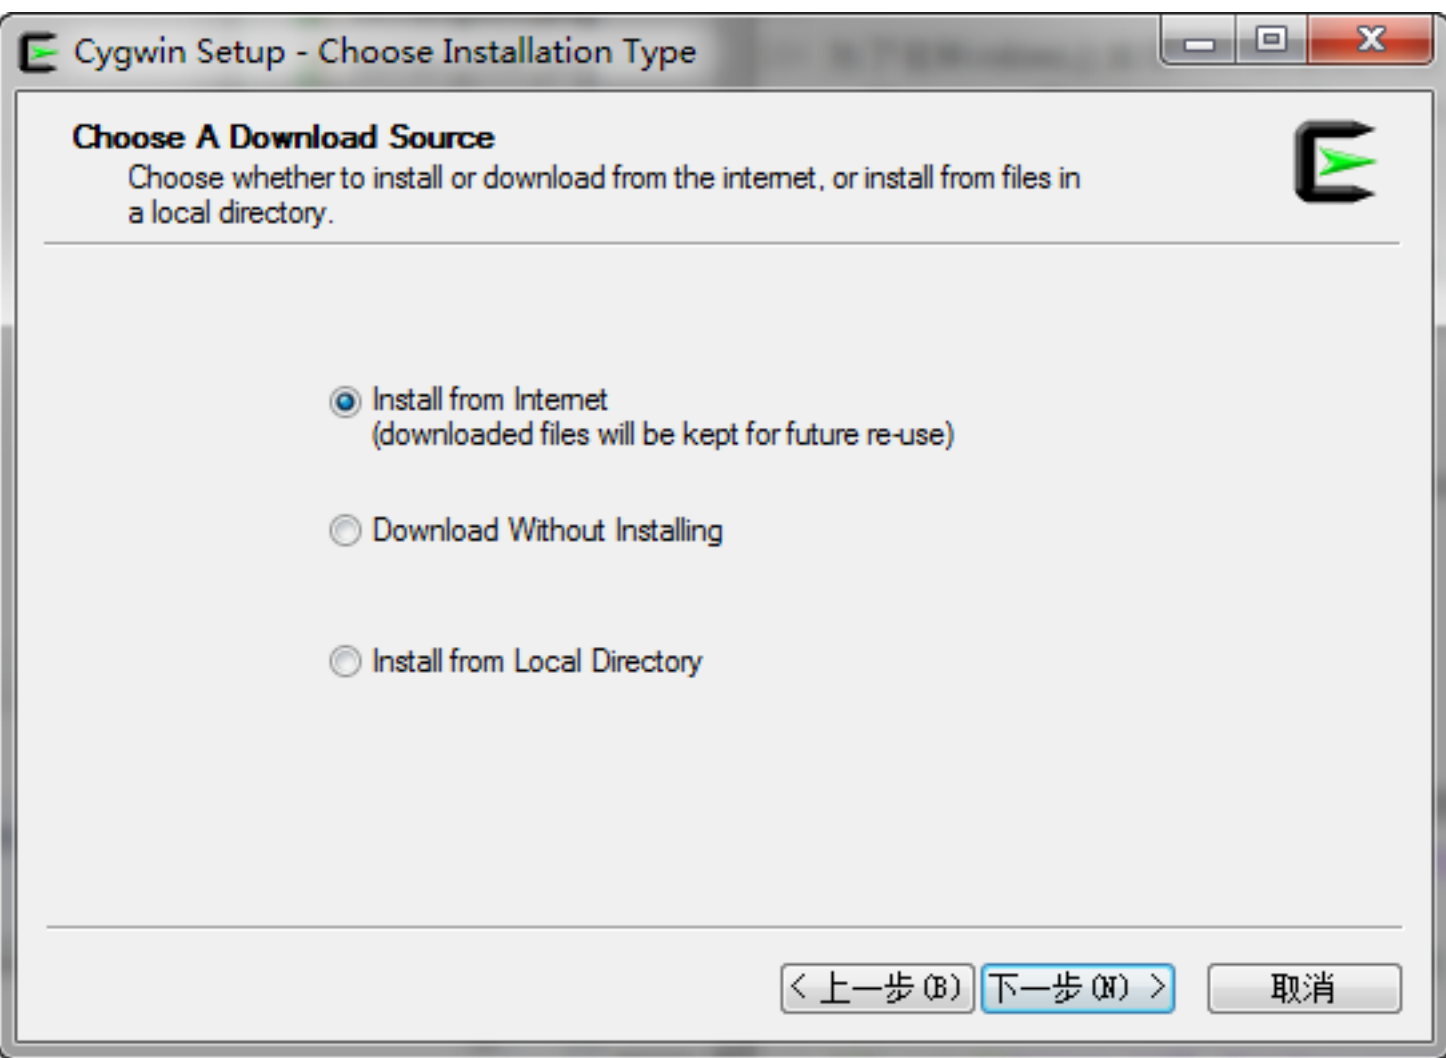 Cygwin Setup - Choose Installation Type
Choose A Download Source
Choose whether to install or download from the internet, or install from files in
a local directory.
Install from Internet
(downloaded files will be kept for future re-use)
Download Without Installing
Install from Local Directory
< 上一步(B)
下一步(N) >
取消